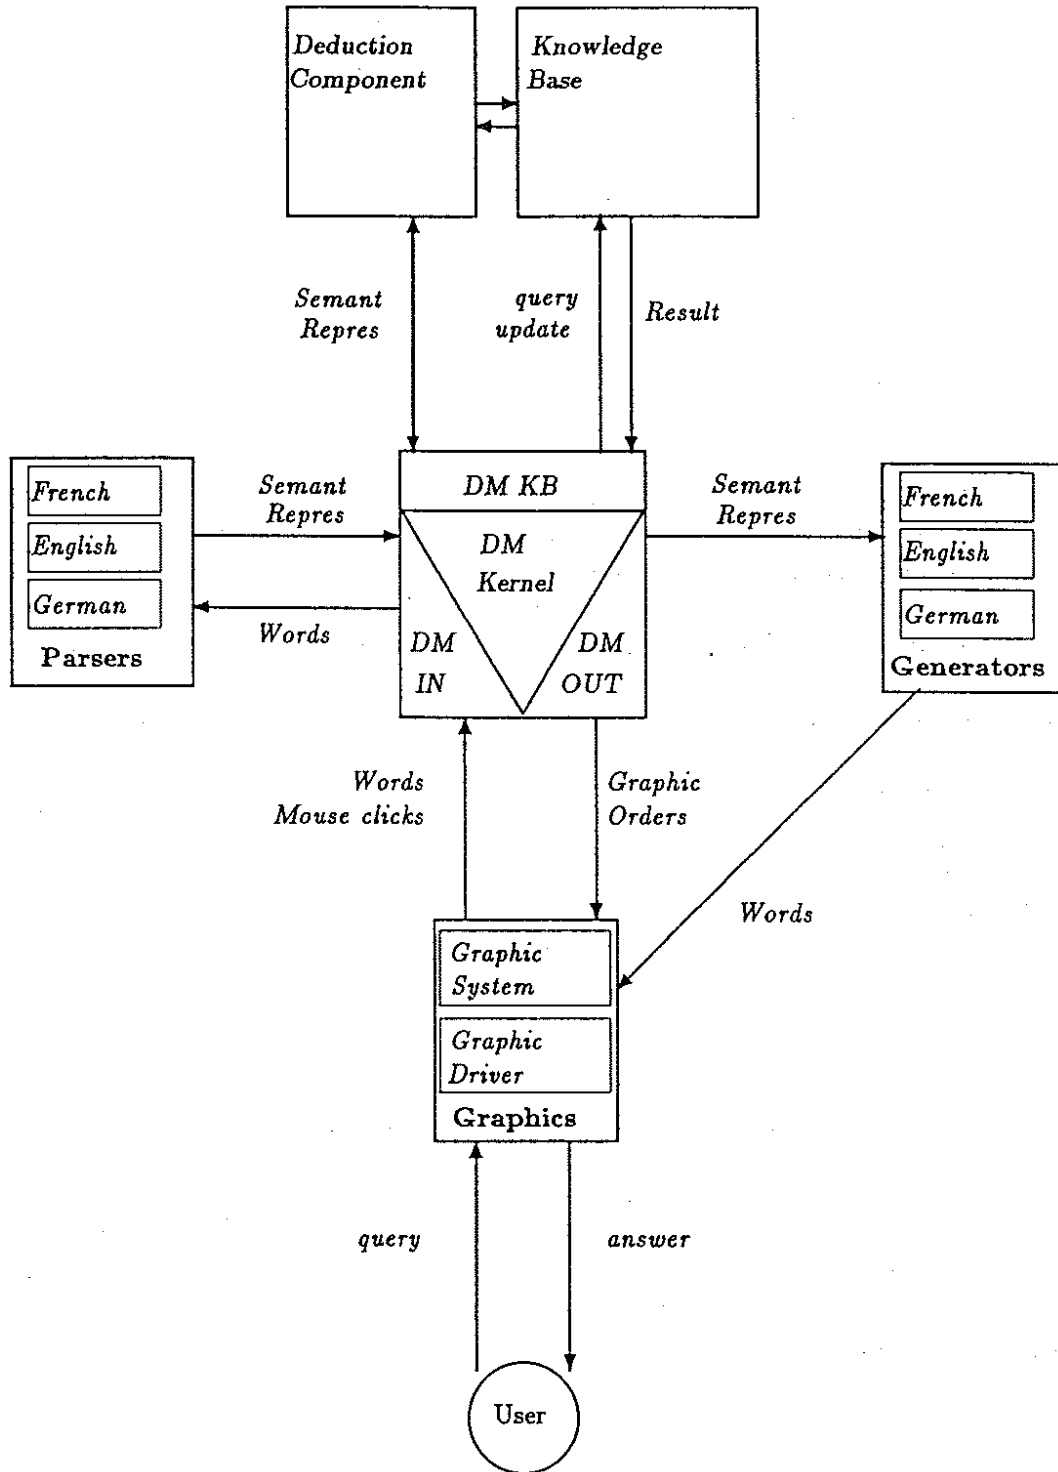 Deduction
Component
Knowledge
Base
Semant
Repres
query
update
Result
French
English
German
Parsers
Semant
Repres
Words
DM KB
DM
Kernel
DM
IN
DM
OUT
Semant
Repres
French
English
German
Generators
Words
Mouse clicks
Graphic
Orders
Words
Graphic
System
Graphic
Driver
Graphics
query
answer
User